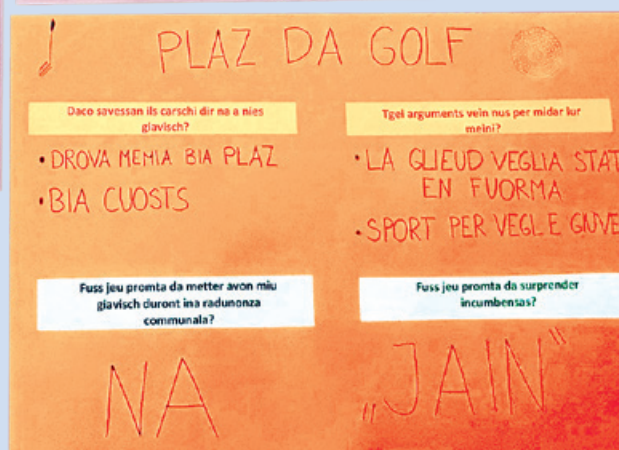 PLAZ DA GOLF
Daco savessan ils carschi dir na a nies
giavisch?
• DROVA MEMIA BIA PLAZ
• BIA CUOSTS
Tgei arguments vein nus per midar lur
meini?
• LA GLIEUD VEGLIA STAT
EN FUORMA
• SPORT PER VEGL E GIUVE
Fuss jeu promta da metter avon miu
giavisch duront ina radunonza
communala?
NA
Fuss jeu promta da surprender
incumbensas?
„JAIN"